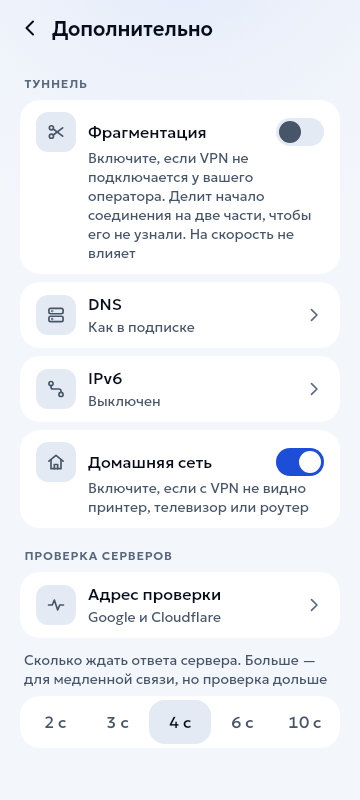 Дополнительно
ТУННЕЛЬ
Фрагментация
Включите, если VPN не
подключается у вашего
оператора. Делит начало
соединения на две части, чтобы
его не узнали. На скорость не
влияет
DNS
Как в подписке
IPv6
Выключен
Домашняя сеть
Включите, если с VPN не видно
принтер, телевизор или роутер
ПРОВЕРКА СЕРВЕРОВ
Адрес проверки
Google и Cloudflare
Сколько ждать ответа сервера. Больше —
для медленной связи, но проверка дольше
2 с 3 с 4 с 6 с 10 с